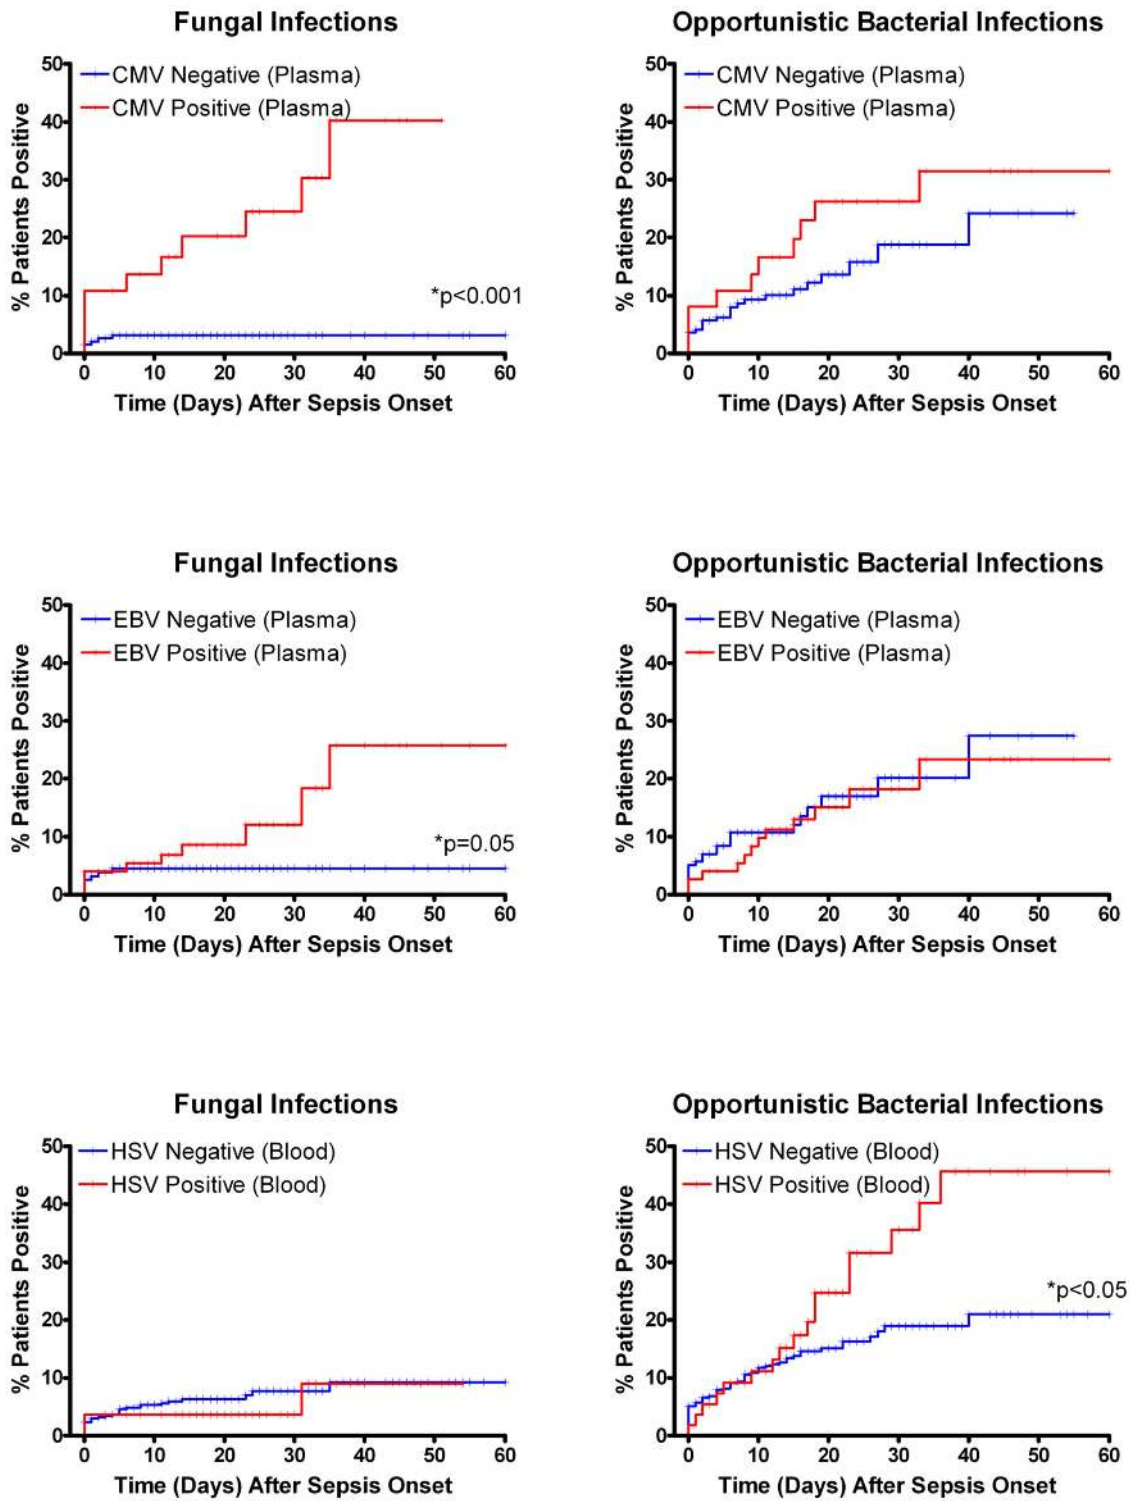 Fungal Infections
50
40
30
20
10
0
% Patients Positive
CMV Negative (Plasma)
CMV Positive (Plasma)
*p<0.001
0 10 20 30 40 50 60
Time (Days) After Sepsis Onset
Opportunistic Bacterial Infections
50
40
30
20
10
0
% Patients Positive
CMV Negative (Plasma)
CMV Positive (Plasma)
0 10 20 30 40 50 60
Time (Days) After Sepsis Onset
Fungal Infections
50
40
30
20
10
0
% Patients Positive
EBV Negative (Plasma)
EBV Positive (Plasma)
*p=0.05
0 10 20 30 40 50 60
Time (Days) After Sepsis Onset
Opportunistic Bacterial Infections
50
40
30
20
10
0
% Patients Positive
EBV Negative (Plasma)
EBV Positive (Plasma)
0 10 20 30 40 50 60
Time (Days) After Sepsis Onset
Fungal Infections
50
40
30
20
10
0
% Patients Positive
HSV Negative (Blood)
HSV Positive (Blood)
0 10 20 30 40 50 60
Time (Days) After Sepsis Onset
Opportunistic Bacterial Infections
50
40
30
20
10
0
% Patients Positive
HSV Negative (Blood)
HSV Positive (Blood)
*p<0.05
0 10 20 30 40 50 60
Time (Days) After Sepsis Onset